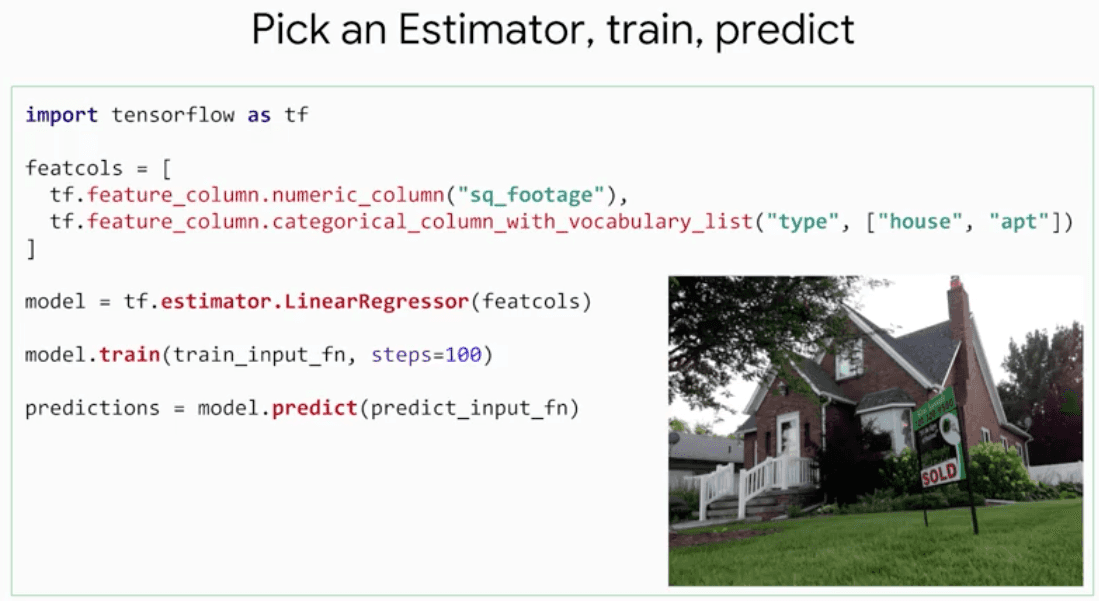 Pick an Estimator, train, predict
import tensorflow as tf
featcols = [
tf.feature_column.numeric_column("sq_footage"),
tf.feature_column.categorical_column_with_vocabulary_list("type", ["house", "apt"])
]
model = tf.estimator.LinearRegressor(featcols)
model.train(train_input_fn, steps=100)
predictions = model.predict(predict_input_fn)
SOLD